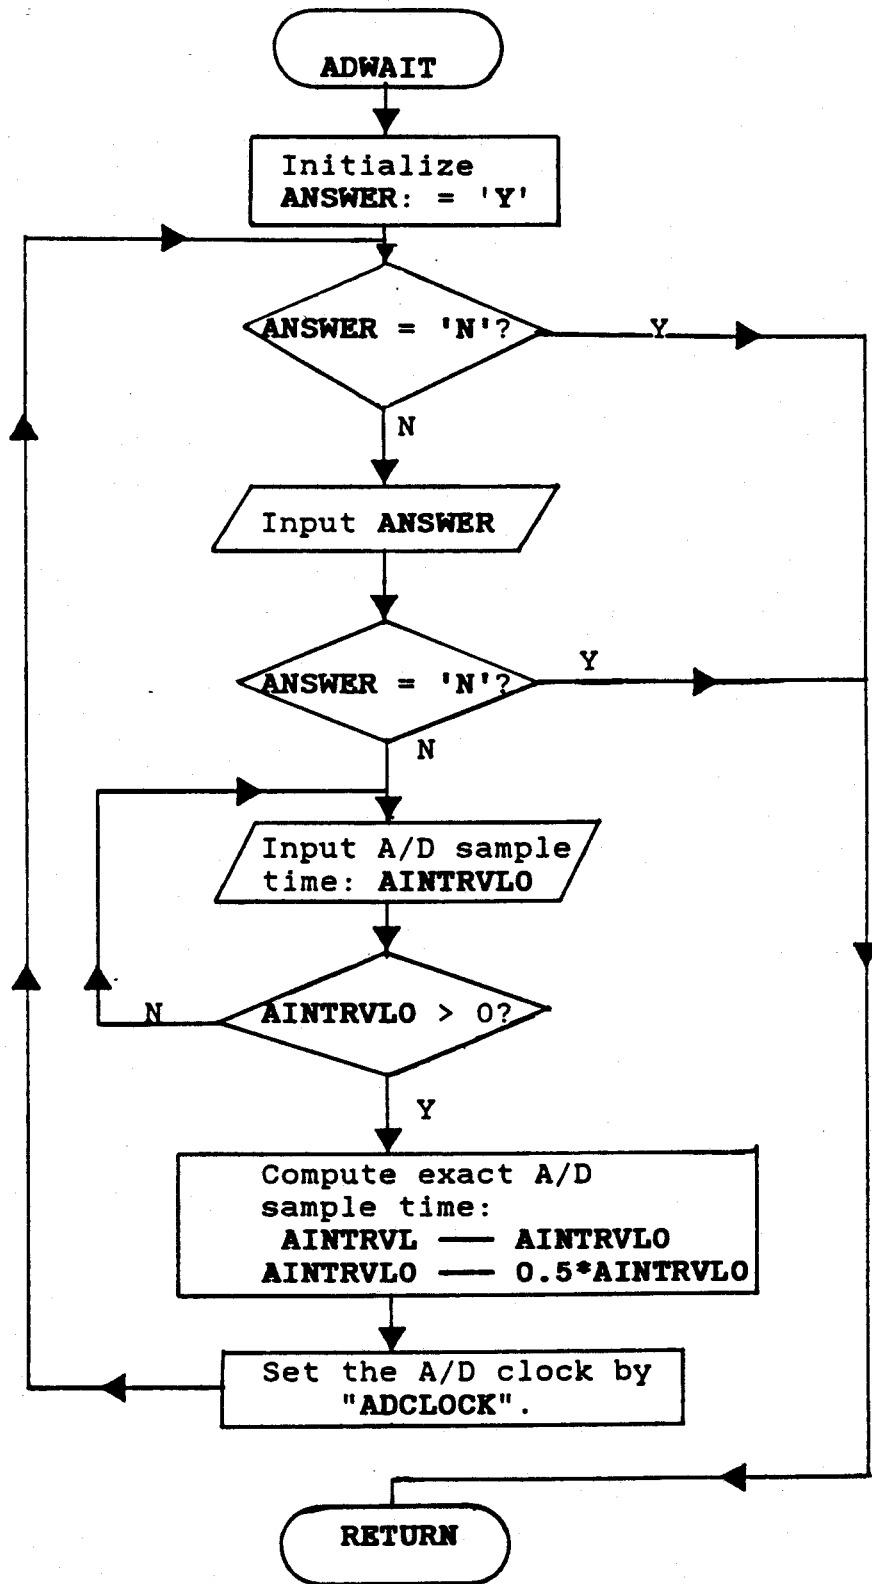 ADWAIT
Initialize
ANSWER: = 'Y'
ANSWER = 'N'?
Y
N
Input ANSWER
ANSWER = 'N'?
Y
N
Input A/D sample
time: AINTRVLO
AINTRVLO > 0?
N
Y
Compute exact A/D
sample time:
AINTRVL — AINTRVLO
AINTRVLO — 0.5*AINTRVLO
Set the A/D clock by
"ADCLOCK".
RETURN